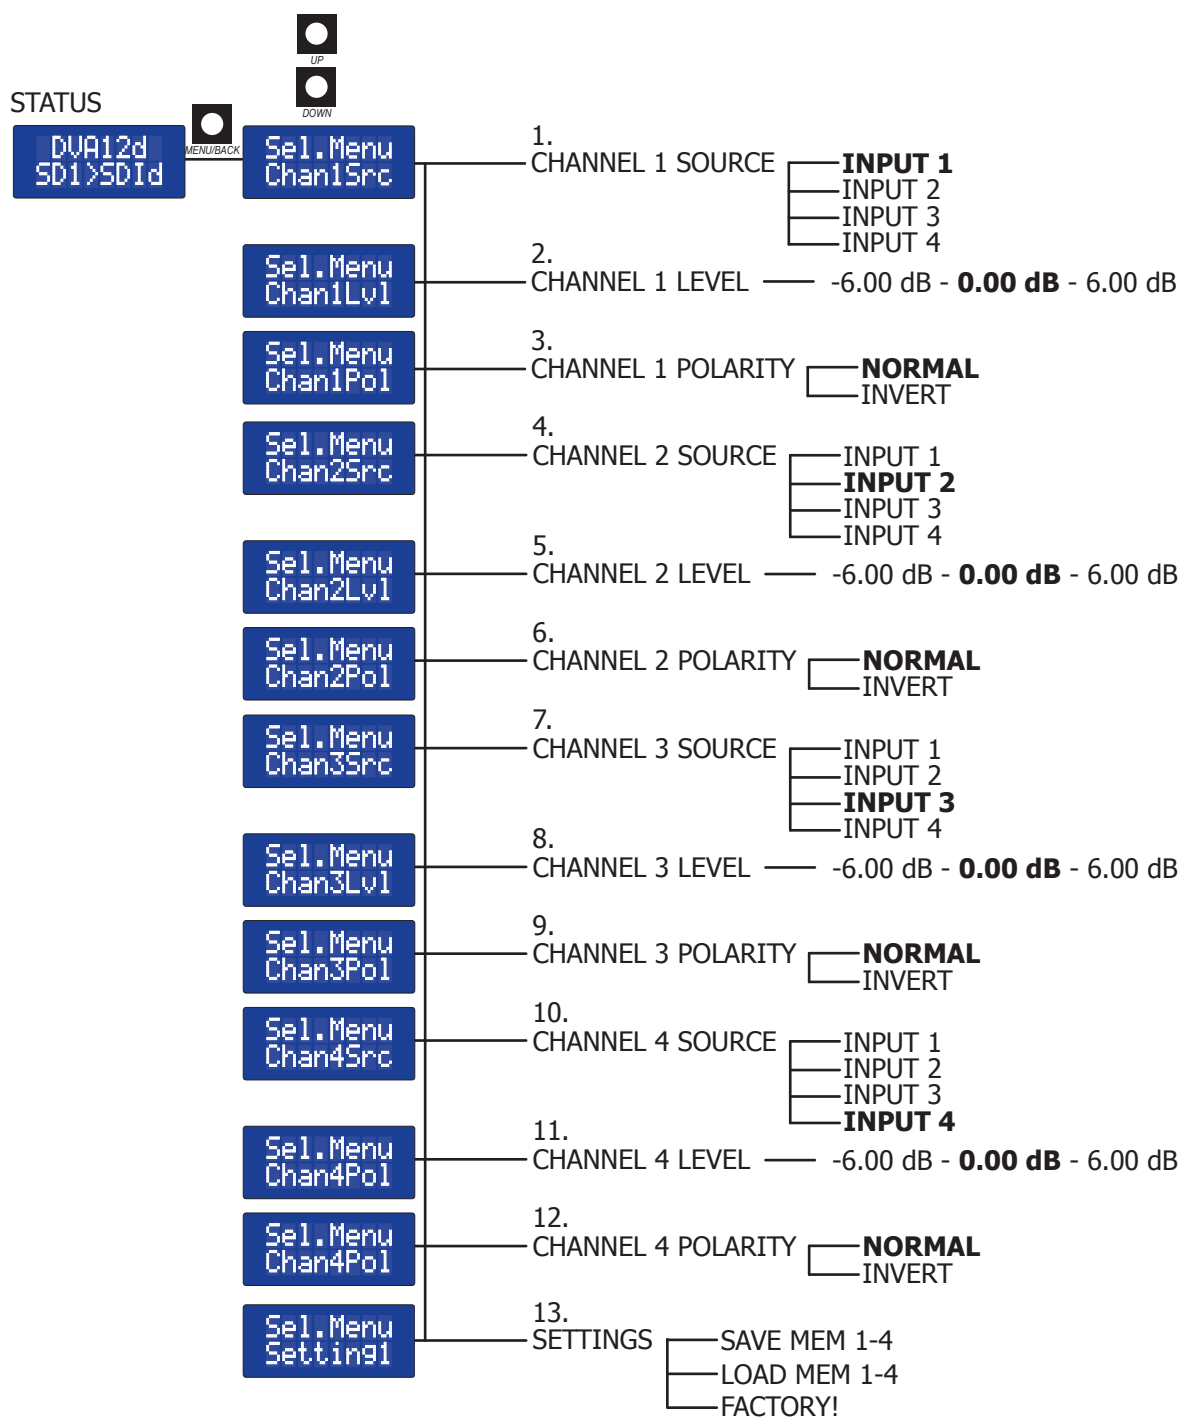 UP
DOWN
STATUS
MENU/BACK
DVA12d
SD1>SDId
Sel.Menu
Chan1Src
1.
CHANNEL 1 SOURCE
INPUT 1
INPUT 2
INPUT 3
INPUT 4
Sel.Menu
Chan1Lvl
2.
CHANNEL 1 LEVEL
-6.00 dB - 0.00 dB - 6.00 dB
Sel.Menu
Chan1Pol
3.
CHANNEL 1 POLARITY
NORMAL
INVERT
Sel.Menu
Chan2Src
4.
CHANNEL 2 SOURCE
INPUT 1
INPUT 2
INPUT 3
INPUT 4
Sel.Menu
Chan2Lvl
5.
CHANNEL 2 LEVEL
-6.00 dB - 0.00 dB - 6.00 dB
Sel.Menu
Chan2Pol
6.
CHANNEL 2 POLARITY
NORMAL
INVERT
Sel.Menu
Chan3Src
7.
CHANNEL 3 SOURCE
INPUT 1
INPUT 2
INPUT 3
INPUT 4
Sel.Menu
Chan3Lvl
8.
CHANNEL 3 LEVEL
-6.00 dB - 0.00 dB - 6.00 dB
Sel.Menu
Chan3Pol
9.
CHANNEL 3 POLARITY
NORMAL
INVERT
Sel.Menu
Chan4Src
10.
CHANNEL 4 SOURCE
INPUT 1
INPUT 2
INPUT 3
INPUT 4
Sel.Menu
Chan4Pol
11.
CHANNEL 4 LEVEL
-6.00 dB - 0.00 dB - 6.00 dB
Sel.Menu
Chan4Pol
12.
CHANNEL 4 POLARITY
NORMAL
INVERT
Sel.Menu
Setting1
13.
SETTINGS
SAVE MEM 1-4
LOAD MEM 1-4
FACTORY!